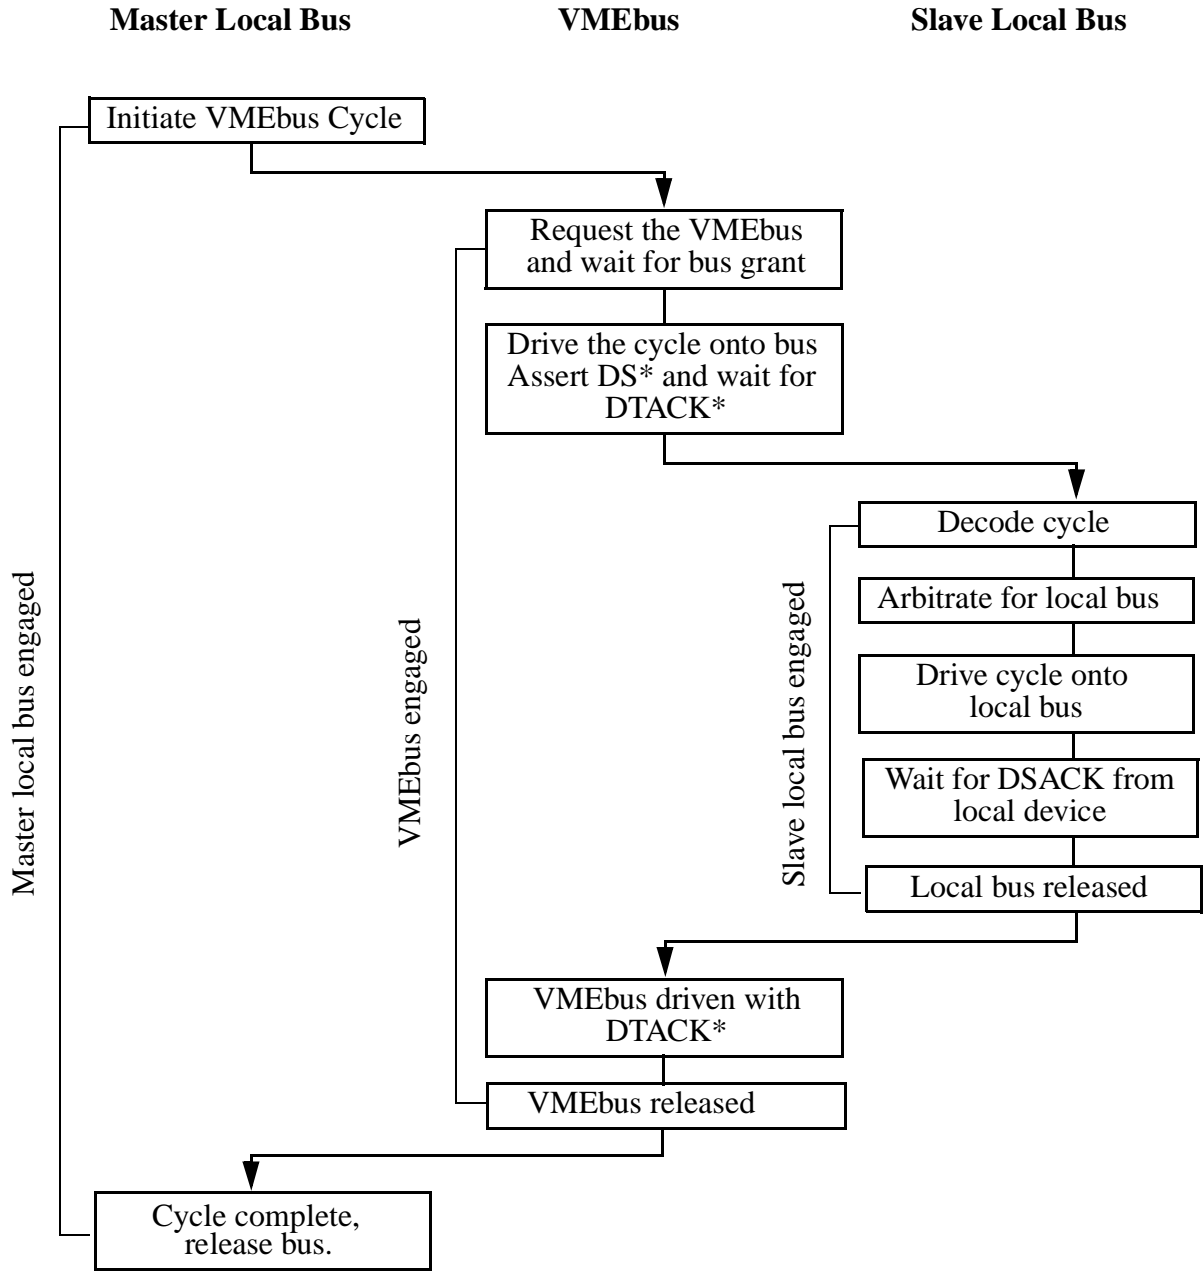 Master Local Bus
VMEbus
Slave Local Bus
Initiate VMEbus Cycle
Request the VMEbus
and wait for bus grant
Drive the cycle onto bus
Assert DS* and wait for
DTACK*
Decode cycle
Arbitrate for local bus
Drive cycle onto
local bus
Wait for DSACK from
local device
Local bus released
VMEbus driven with
DTACK*
VMEbus released
Cycle complete,
release bus.
Master local bus engaged
VMEbus engaged
Slave local bus engaged